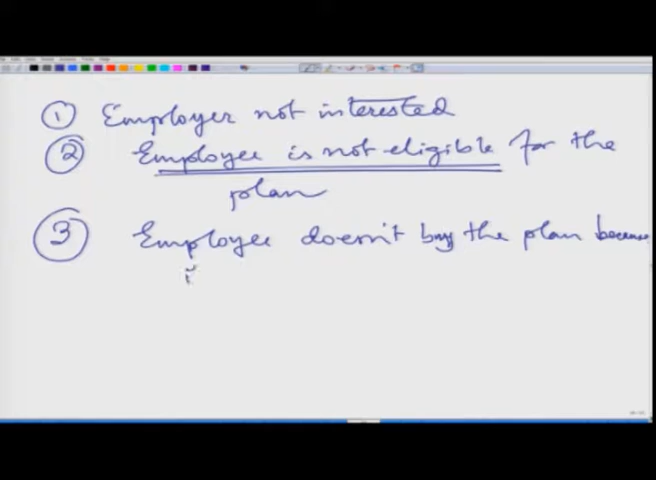 ① Employer not interested
② Employee is not eligible for the
plan
③ Employee doesn't buy the plan because
i